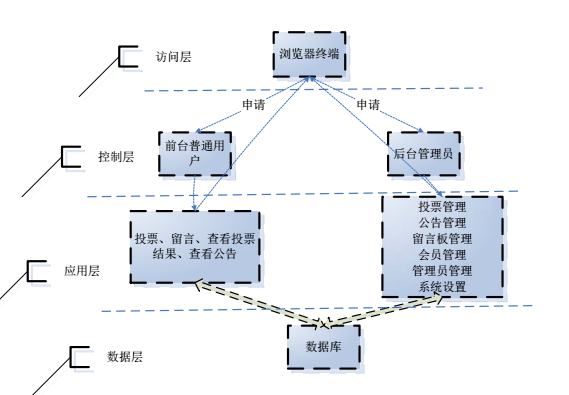 浏览器终端
访问层
申请
申请
前台普通用
户
后台管理员
控制层
投票、留言、查看投票
结果、查看公告
投票管理
公告管理
留言板管理
会员管理
管理员管理
系统设置
应用层
数据库
数据层